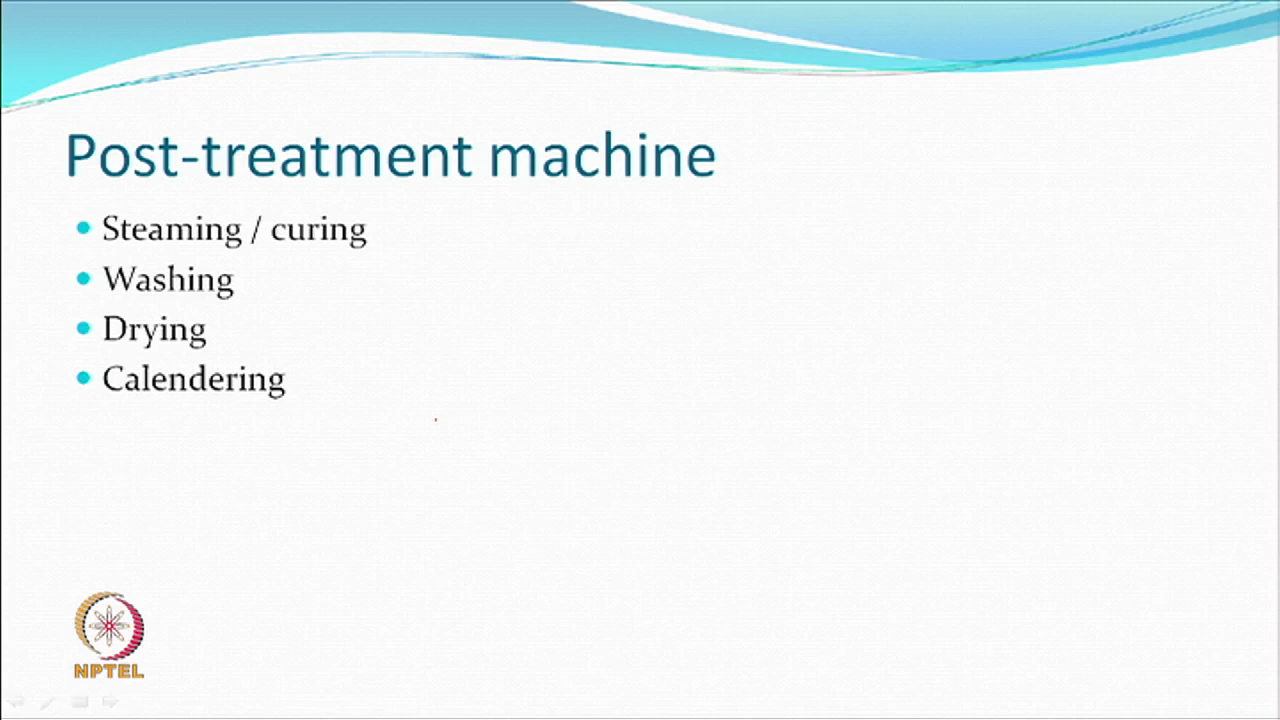 Post-treatment machine
Steaming / curing
Washing
Drying
Calendering
NPTEL